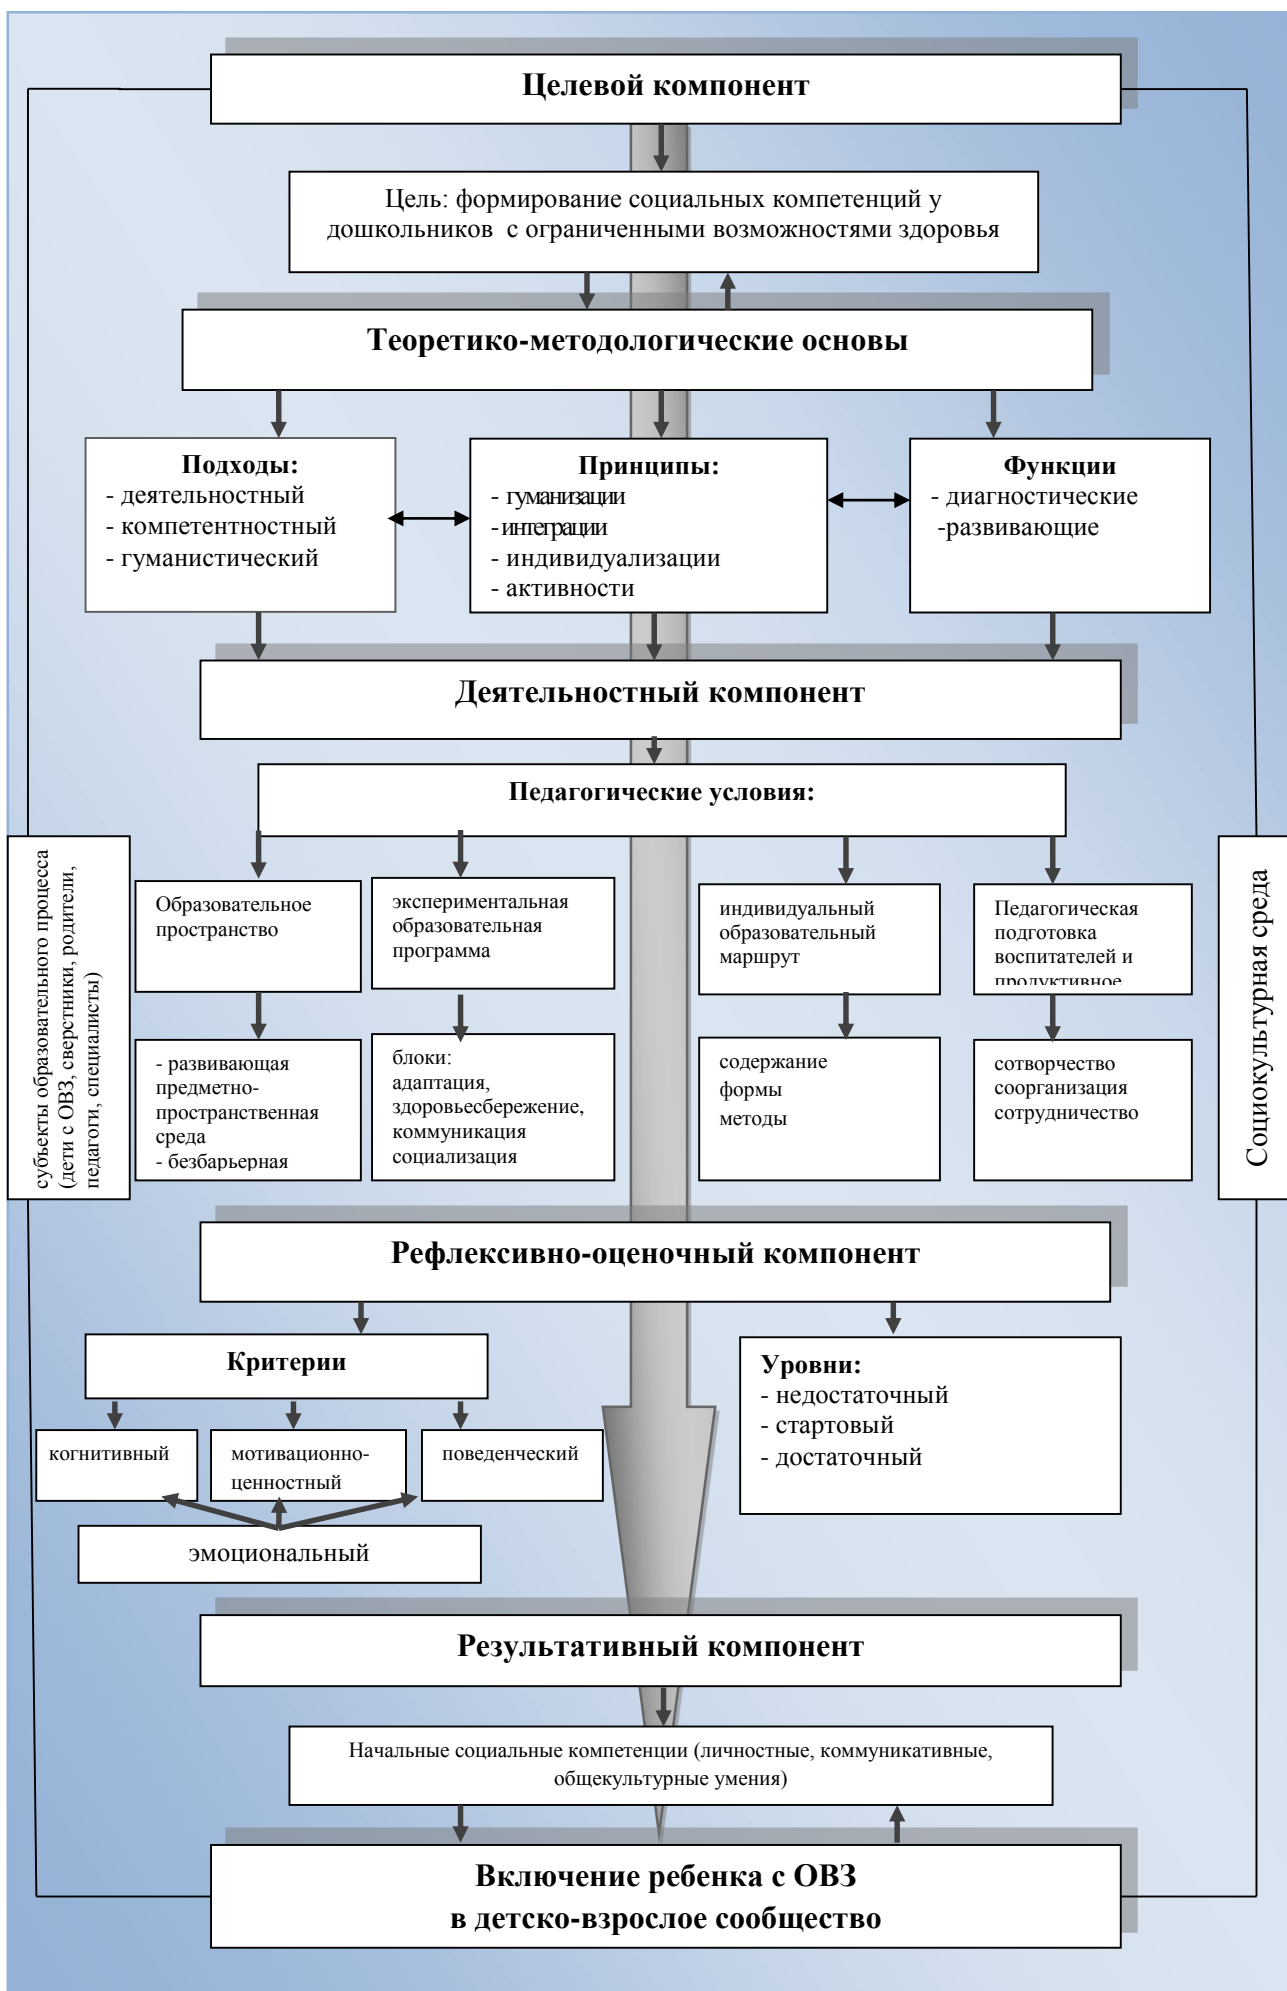 Целевой компонент
Цель: формирование социальных компетенций у
дошкольников с ограниченными возможностями здоровья
Теоретико-методологические основы
Подходы:
- деятельностный
- компетентностный
- гуманистический
Принципы:
- гуманизации
-интеграции
- индивидуализации
- активности
Функции
- диагностические
-развивающие
Деятельностный компонент
Педагогические условия:
субъекты образовательного процесса
(дети с ОВЗ, сверстники, родители,
педагоги, специалисты)
Социокультурная среда
Образовательное
пространство
экспериментальная
образовательная
программа
индивидуальный
образовательный
маршрут
Педагогическая
подготовка
воспитателей и
продуктивное
- развивающая
предметно-
пространственная
среда
- безбарьерная
блоки:
адаптация,
здоровьесбережение,
коммуникация
социализация
содержание
формы
методы
сотворчество
соорганизация
сотрудничество
Рефлексивно-оценочный компонент
Критерии
Уровни:
- недостаточный
- стартовый
- достаточный
когнитивный
мотивационно-
ценностный
поведенческий
эмоциональный
Результативный компонент
Начальные социальные компетенции (личностные, коммуникативные,
общекультурные умения)
Включение ребенка с ОВЗ
в детско-взрослое сообщество